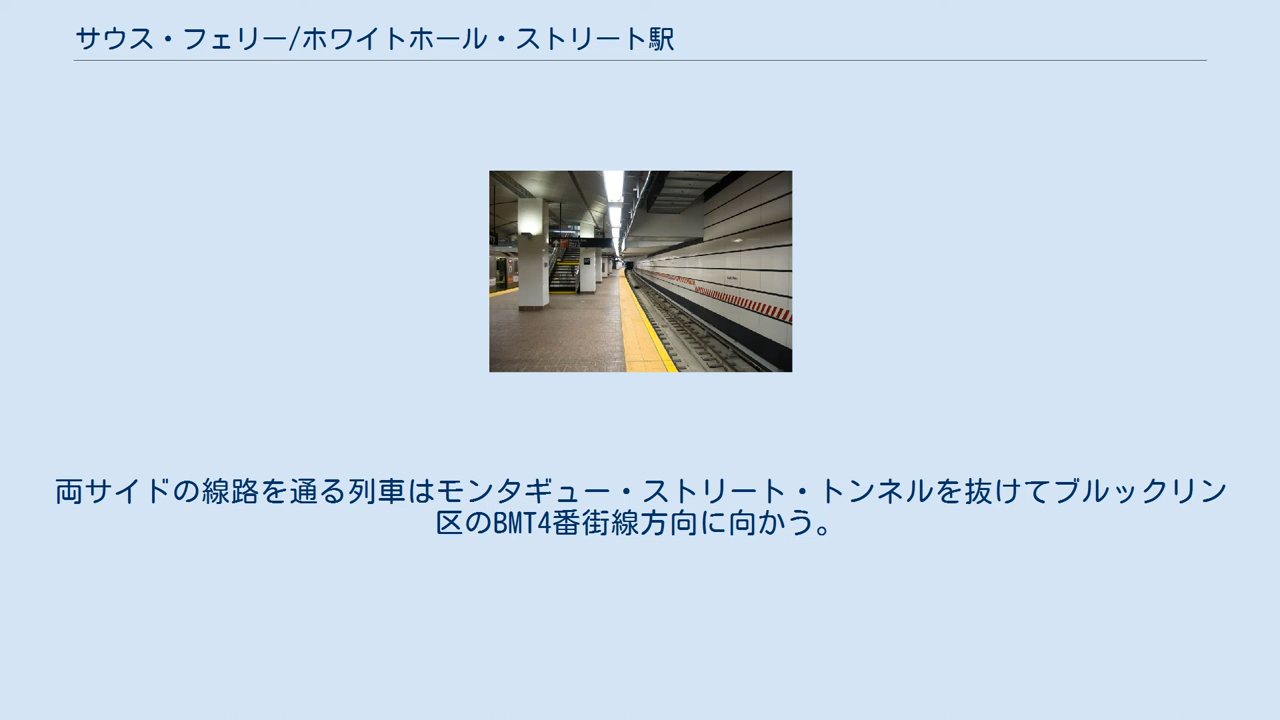 サウス・フェリー/ホワイトホール・ストリート駅
両サイドの線路を通る列車はモンタギュー・ストリート・トンネルを抜けてブルックリン
区のBMT4番街線方向に向かう。